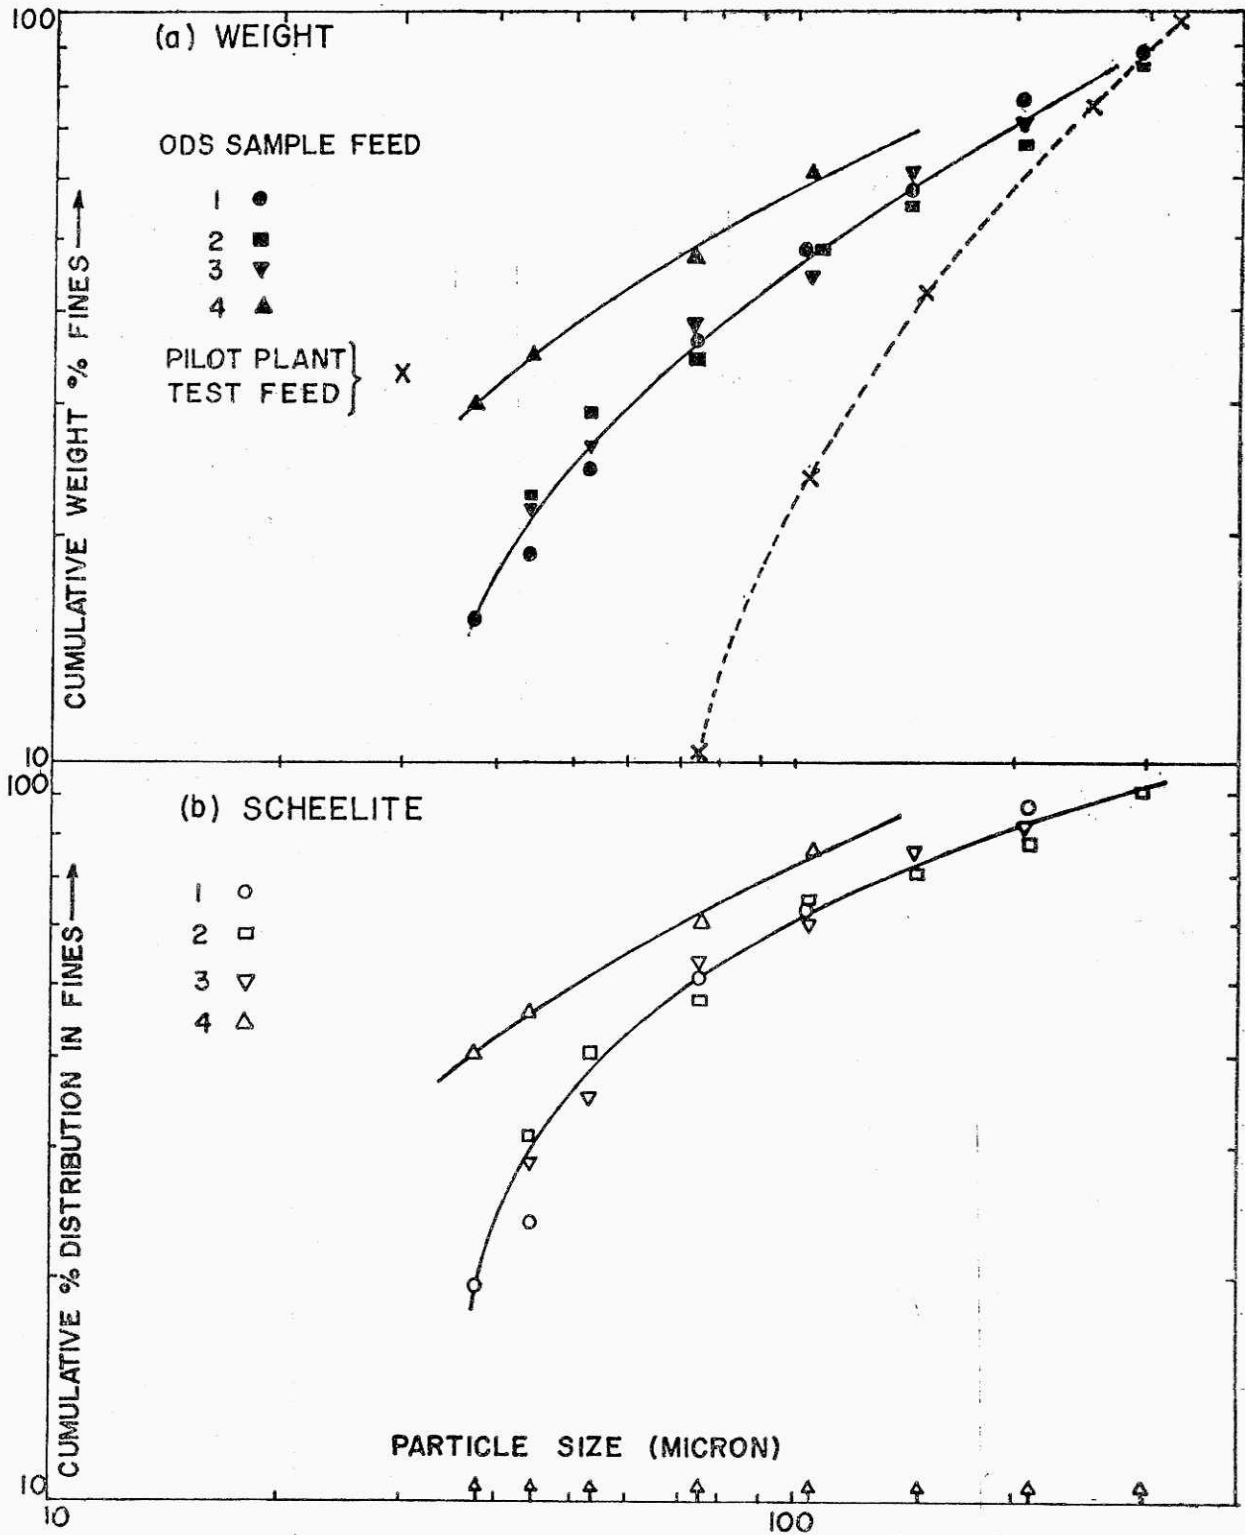 100
(a) WEIGHT
ODS SAMPLE FEED
1
2
3
4
PILOT PLANT
TEST FEED
X
CUMULATIVE WEIGHT % FINES
10
100
(b) SCHEELITE
1
2
3
4
CUMULATIVE % DISTRIBUTION IN FINES
PARTICLE SIZE (MICRON)
10
10
100